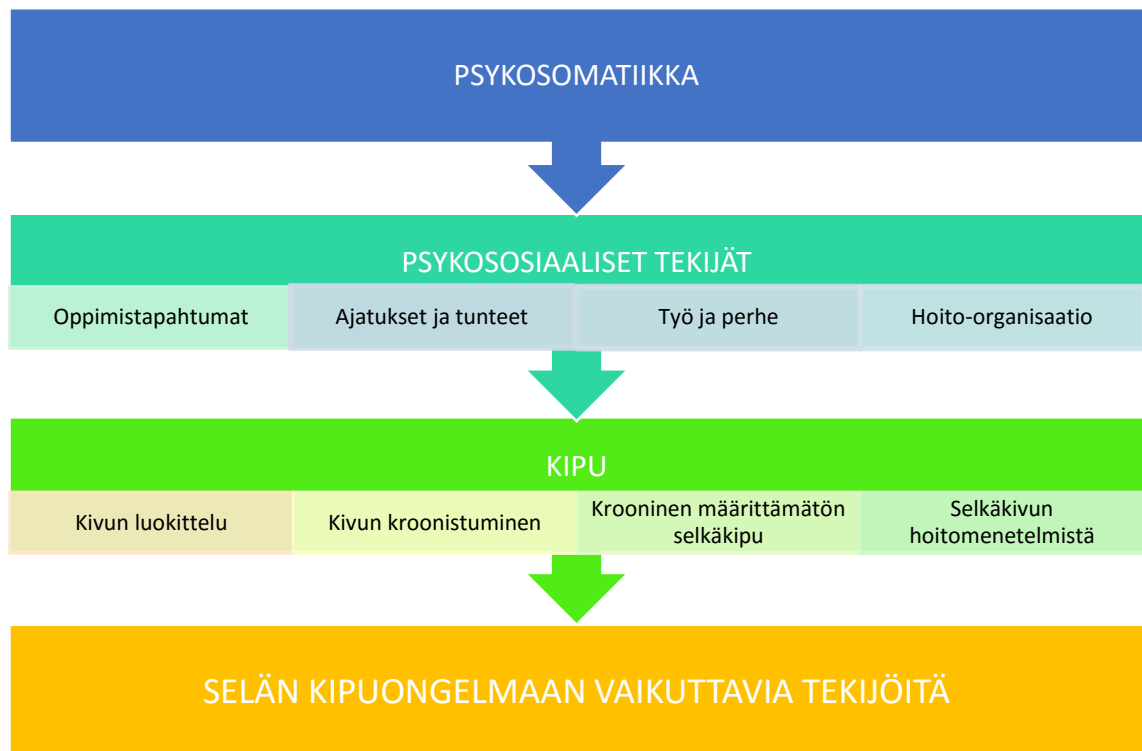 PSYKOSOMATIIKKA
PSYKOSOSIAALISET TEKIJÄT
Oppimistapahtumat
Ajatukset ja tunteet
Työ ja perhe
Hoito-organisaatio
KIPU
Kivun luokittelu
Kivun kroonistuminen
Krooninen määrittämätön
selkäkipu
Selkäkivun
hoitomenetelmistä
SELÄN KIPUONGELMAAN VAIKUTTAVIA TEKIJÖITÄ